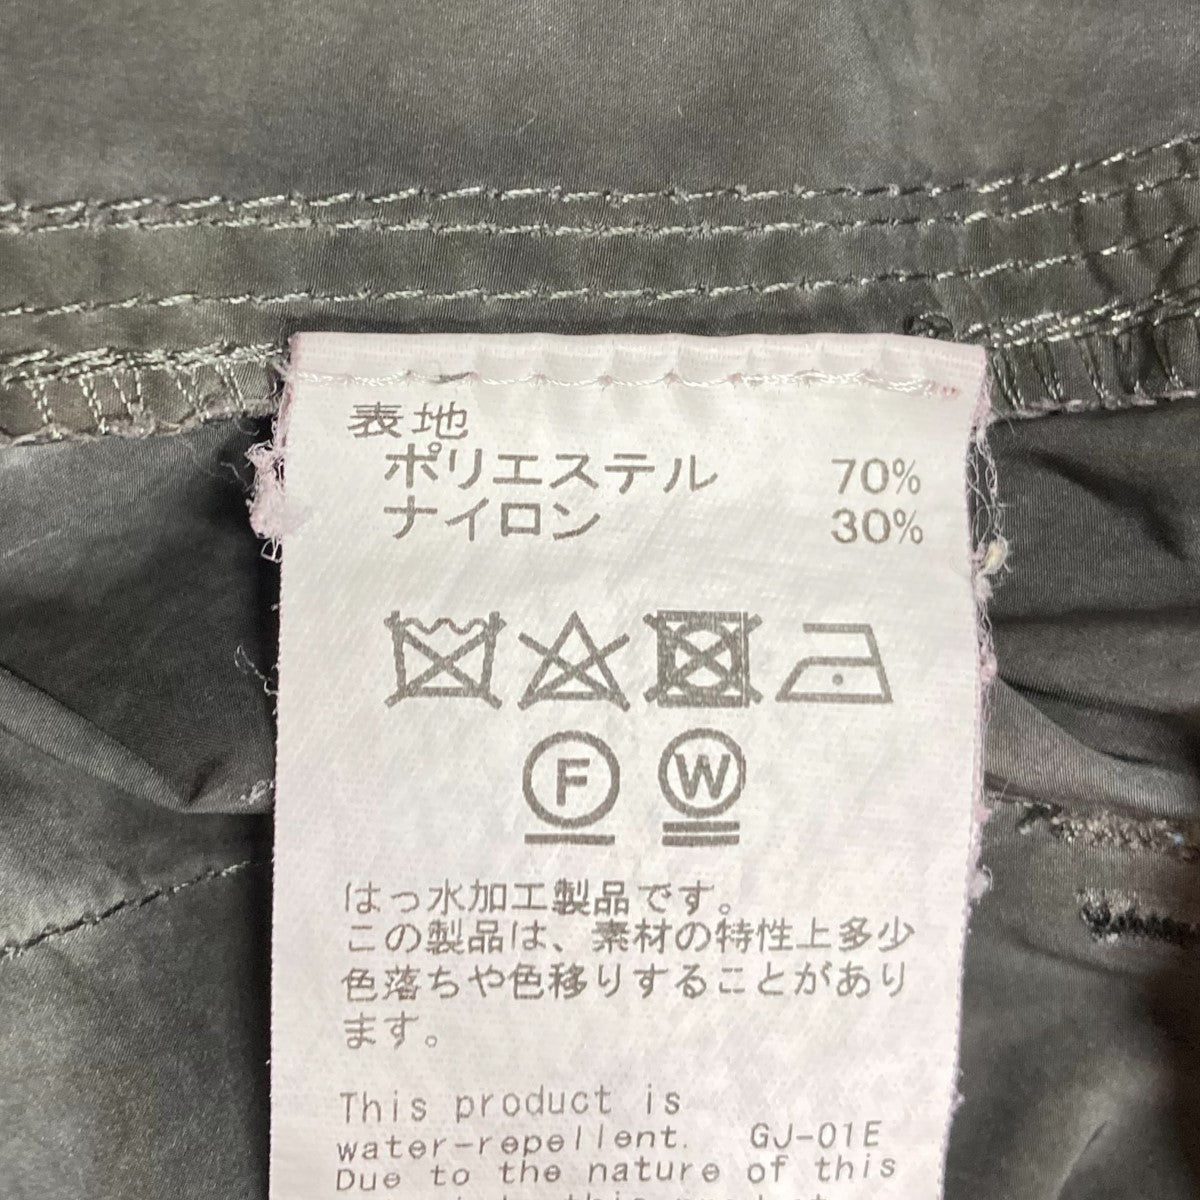 表地
ポリエステル 70%
ナイロン 30%
F W
はっ水加工製品です。
この製品は、素材の特性上多少
色落ちや色移りすることがあり
ます。
This product is
water-repellent. GJ-01E
Due to the nature of this